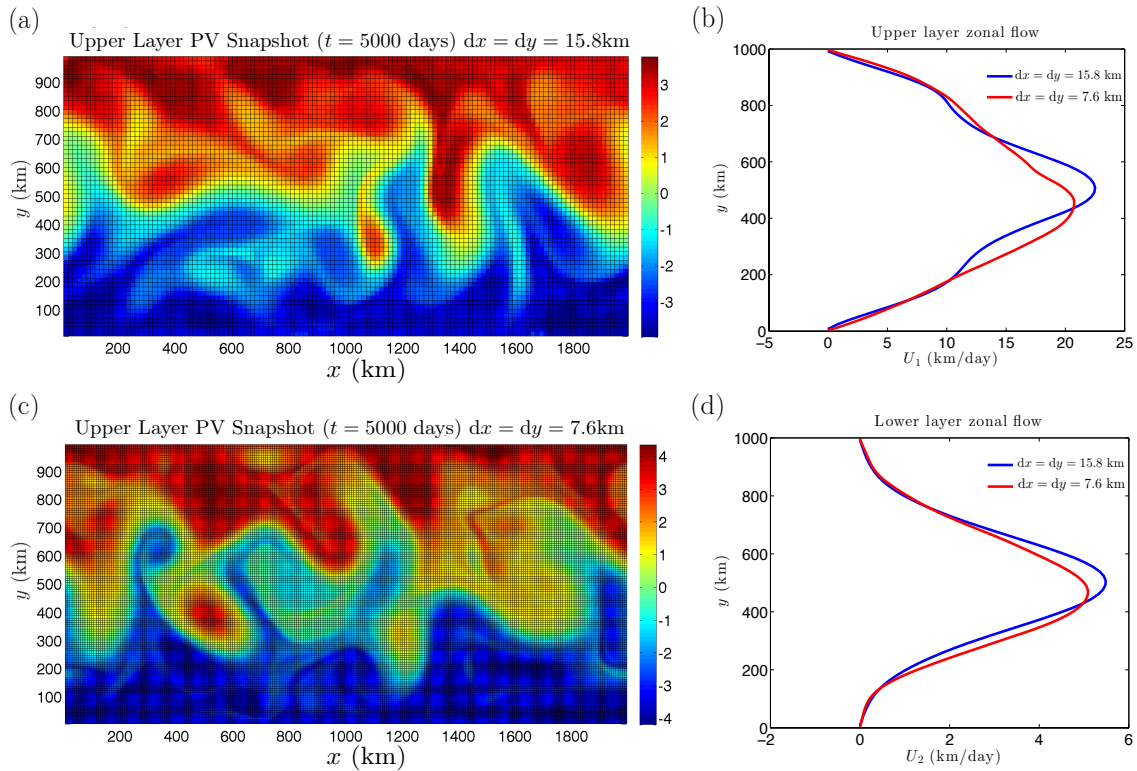 (a)
Upper Layer PV Snapshot (t = 5000 days) dx = dy = 15.8km
900
800
700
600
500
400
300
200
100
y (km)
200 400 600 800 1000 1200 1400 1600 1800
x (km)
3
2
1
0
-1
-2
-3
(b)
Upper layer zonal flow
1000
800
600
400
200
0
y (km)
dx = dy = 15.8 km
dx = dy = 7.6 km
−5 0 5 10 15 20 25
U1 (km/day)
(c)
Upper Layer PV Snapshot (t = 5000 days) dx = dy = 7.6km
900
800
700
600
500
400
300
200
100
y (km)
200 400 600 800 1000 1200 1400 1600 1800
x (km)
4
3
2
1
0
-1
-2
-3
-4
(d)
Lower layer zonal flow
1000
800
600
400
200
0
y (km)
dx = dy = 15.8 km
dx = dy = 7.6 km
−2 0 2 4 6
U2 (km/day)